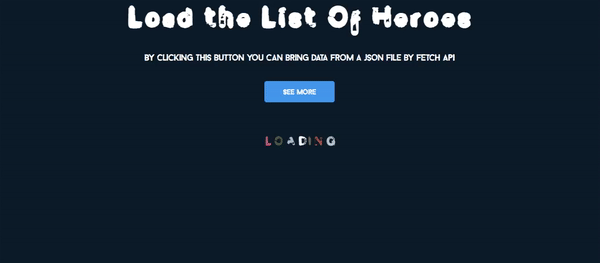 Load the List Of Heroes
BY CLICKING THIS BUTTON YOU CAN BRING DATA FROM A JSON FILE BY FETCH API
SEE MORE
LOADING